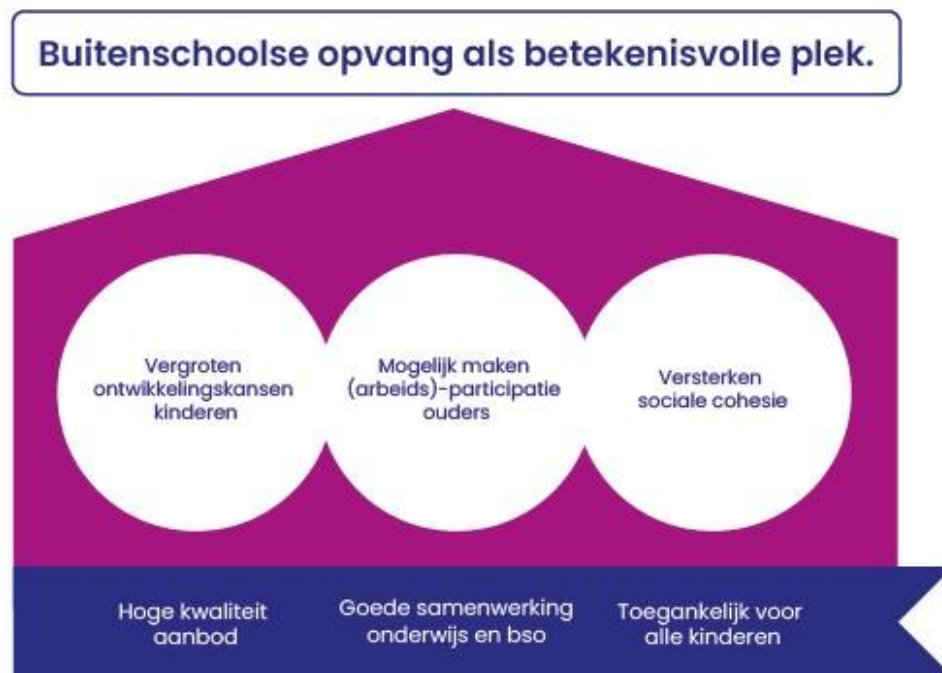 Buitenschoolse opvang als betekenisvolle plek.
Vergroten
ontwikkelingskansen
kinderen
Mogelijk maken
(arbeids)-participatie
ouders
Versterken
sociale cohesie
Hoge kwaliteit
aanbod
Goede samenwerking
onderwijs en bso
Toegankelijk voor
alle kinderen